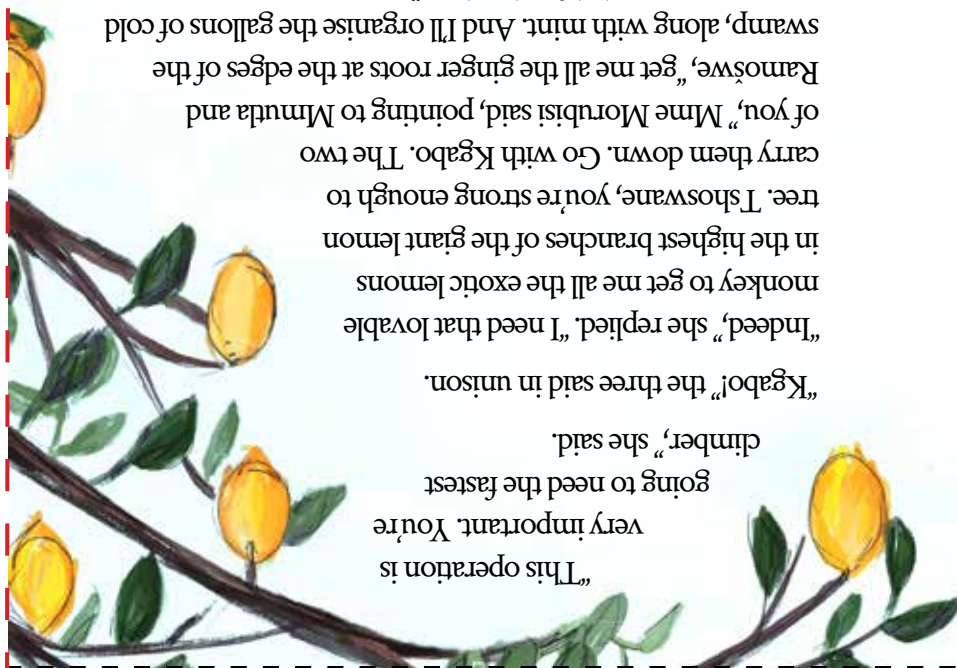 "This operation is
very important. You're
going to need the fastest
climber," she said.
"Kgabo!" the three said in unison.
"Indeed," she replied. "I need that lovable
monkey to get me all the exotic lemons
in the highest branches of the giant lemon
tree. Tshoswane, you're strong enough to
carry them down. Go with Kgabo. The two
of you," Mme Morubisi said, pointing to Mmutla and
Ramošwe, "get me all the ginger roots at the edges of the
swamp, along with mint. And I'll organise the gallons of cold